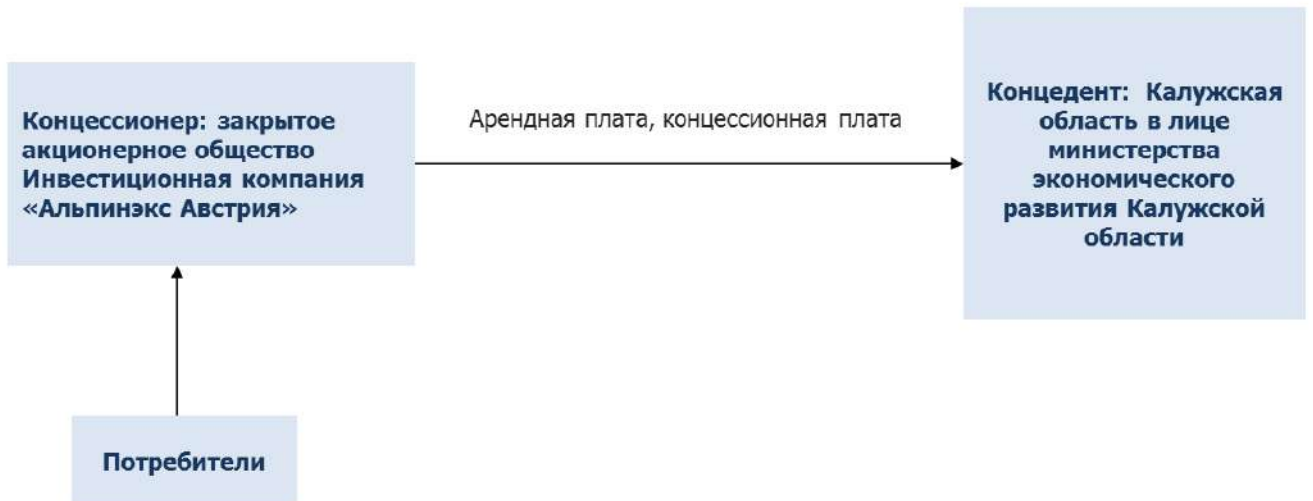 Концессионер: закрытое
акционерное общество
Инвестиционная компания
«Альпинэкс Австрия»
Арендная плата, концессионная плата
Концедент: Калужская
область в лице
министерства
экономического
развития Калужской
области
Потребители